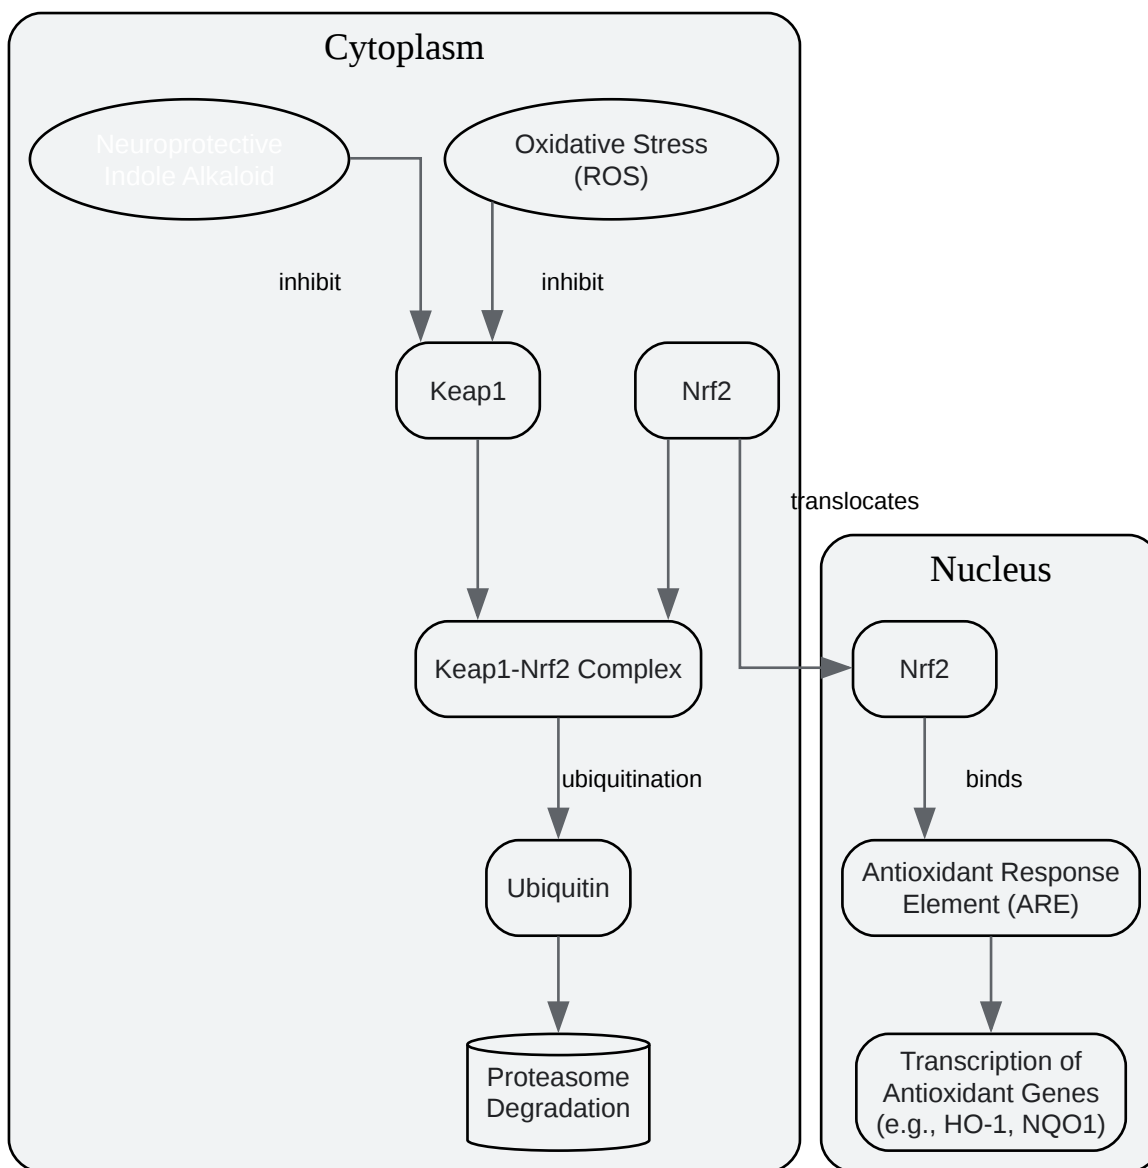 Cytoplasm
Neuroprotective
Indole Alkaloid
Oxidative Stress
(ROS)
inhibit
inhibit
Keap1
Nrf2
translocates
Nucleus
Keap1-Nrf2 Complex
Nrf2
ubiquitination
binds
Ubiquitin
Antioxidant Response
Element (ARE)
Proteasome
Degradation
Transcription of
Antioxidant Genes
(e.g., HO-1, NQO1)